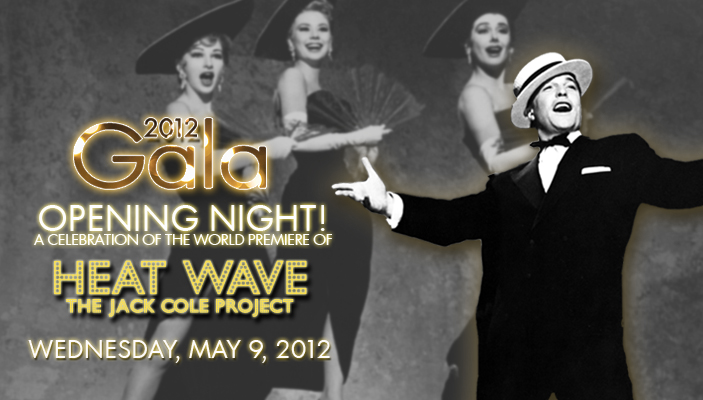 2012
Gala
OPENING NIGHT!
A CELEBRATION OF THE WORLD PREMIERE OF
HEAT WAVE
THE JACK COLE PROJECT
WEDNESDAY, MAY 9, 2012